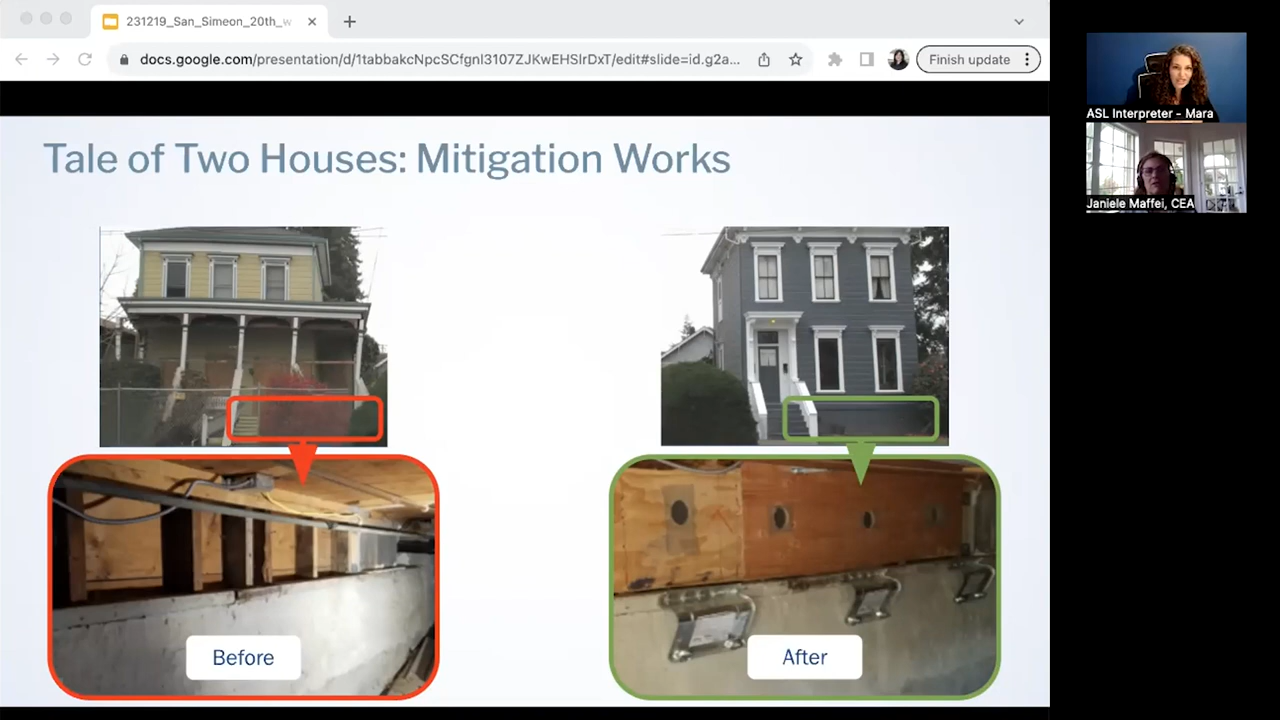 231219_San_Simeon_20th_w
docs.google.com/presentation/d/1tabbakcNpcSCfgnI3107ZJKwEHSlrDxT/edit#slide=id.g2a...
Finish update
ASL Interpreter - Mara
Janiele Maffei, CEA
Tale of Two Houses: Mitigation Works
Before
After